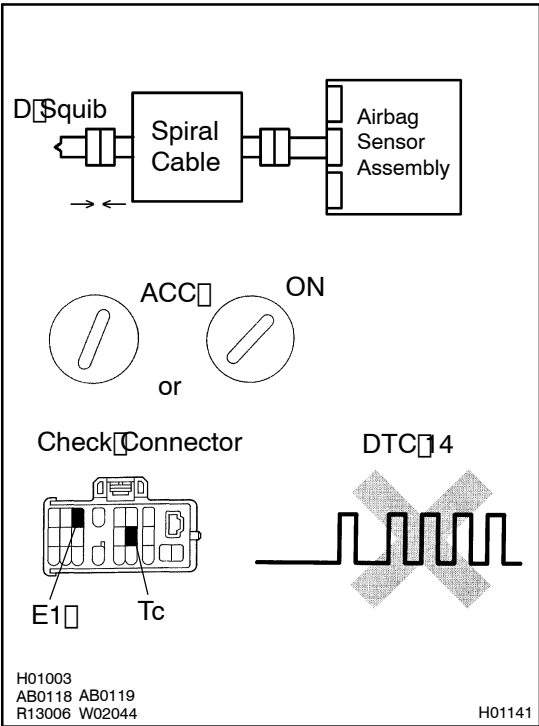 D▯Squib
Spiral
Cable
Airbag
Sensor
Assembly
ACC▯
ON
or
Check▯Connector
DTC▯14
E1▯
Tc
H01003
AB0118 AB0119
R13006 W02044
H01141